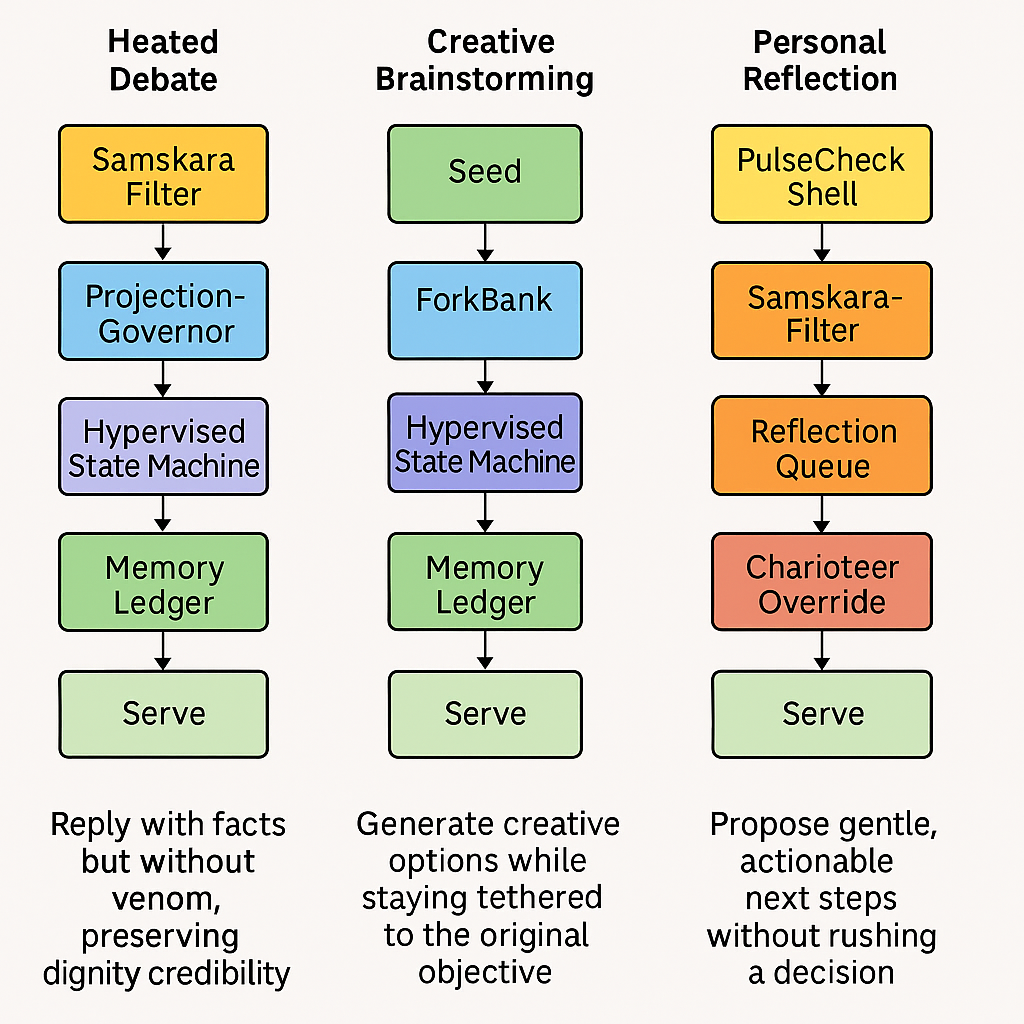 Heated
Debate
Samskara
Filter
Projection-
Governor
Hypervised
State Machine
Memory
Ledger
Serve
Reply with facts
but without
venom,
preserving
dignity credibility
Creative
Brainstorming
Seed
ForkBank
Hypervised
State Machine
Memory
Ledger
Serve
Generate creative
options while
staying tethered
to the original
objective
Personal
Reflection
PulseCheck
Shell
Samskara-
Filter
Reflection
Queue
Charioteer
Override
Serve
Propose gentle,
actionable
next steps
without rushing
a decision